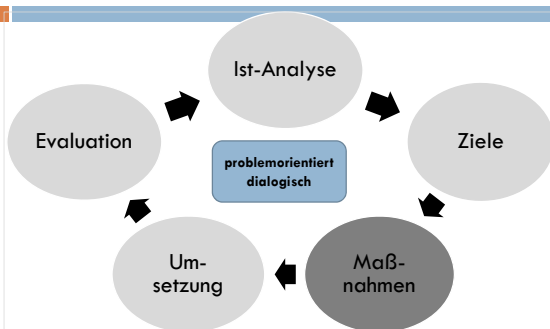 Ist-Analyse
Evaluation
Ziele
problemorientiert
dialogisch
Um-
setzung
Maß-
nahmen